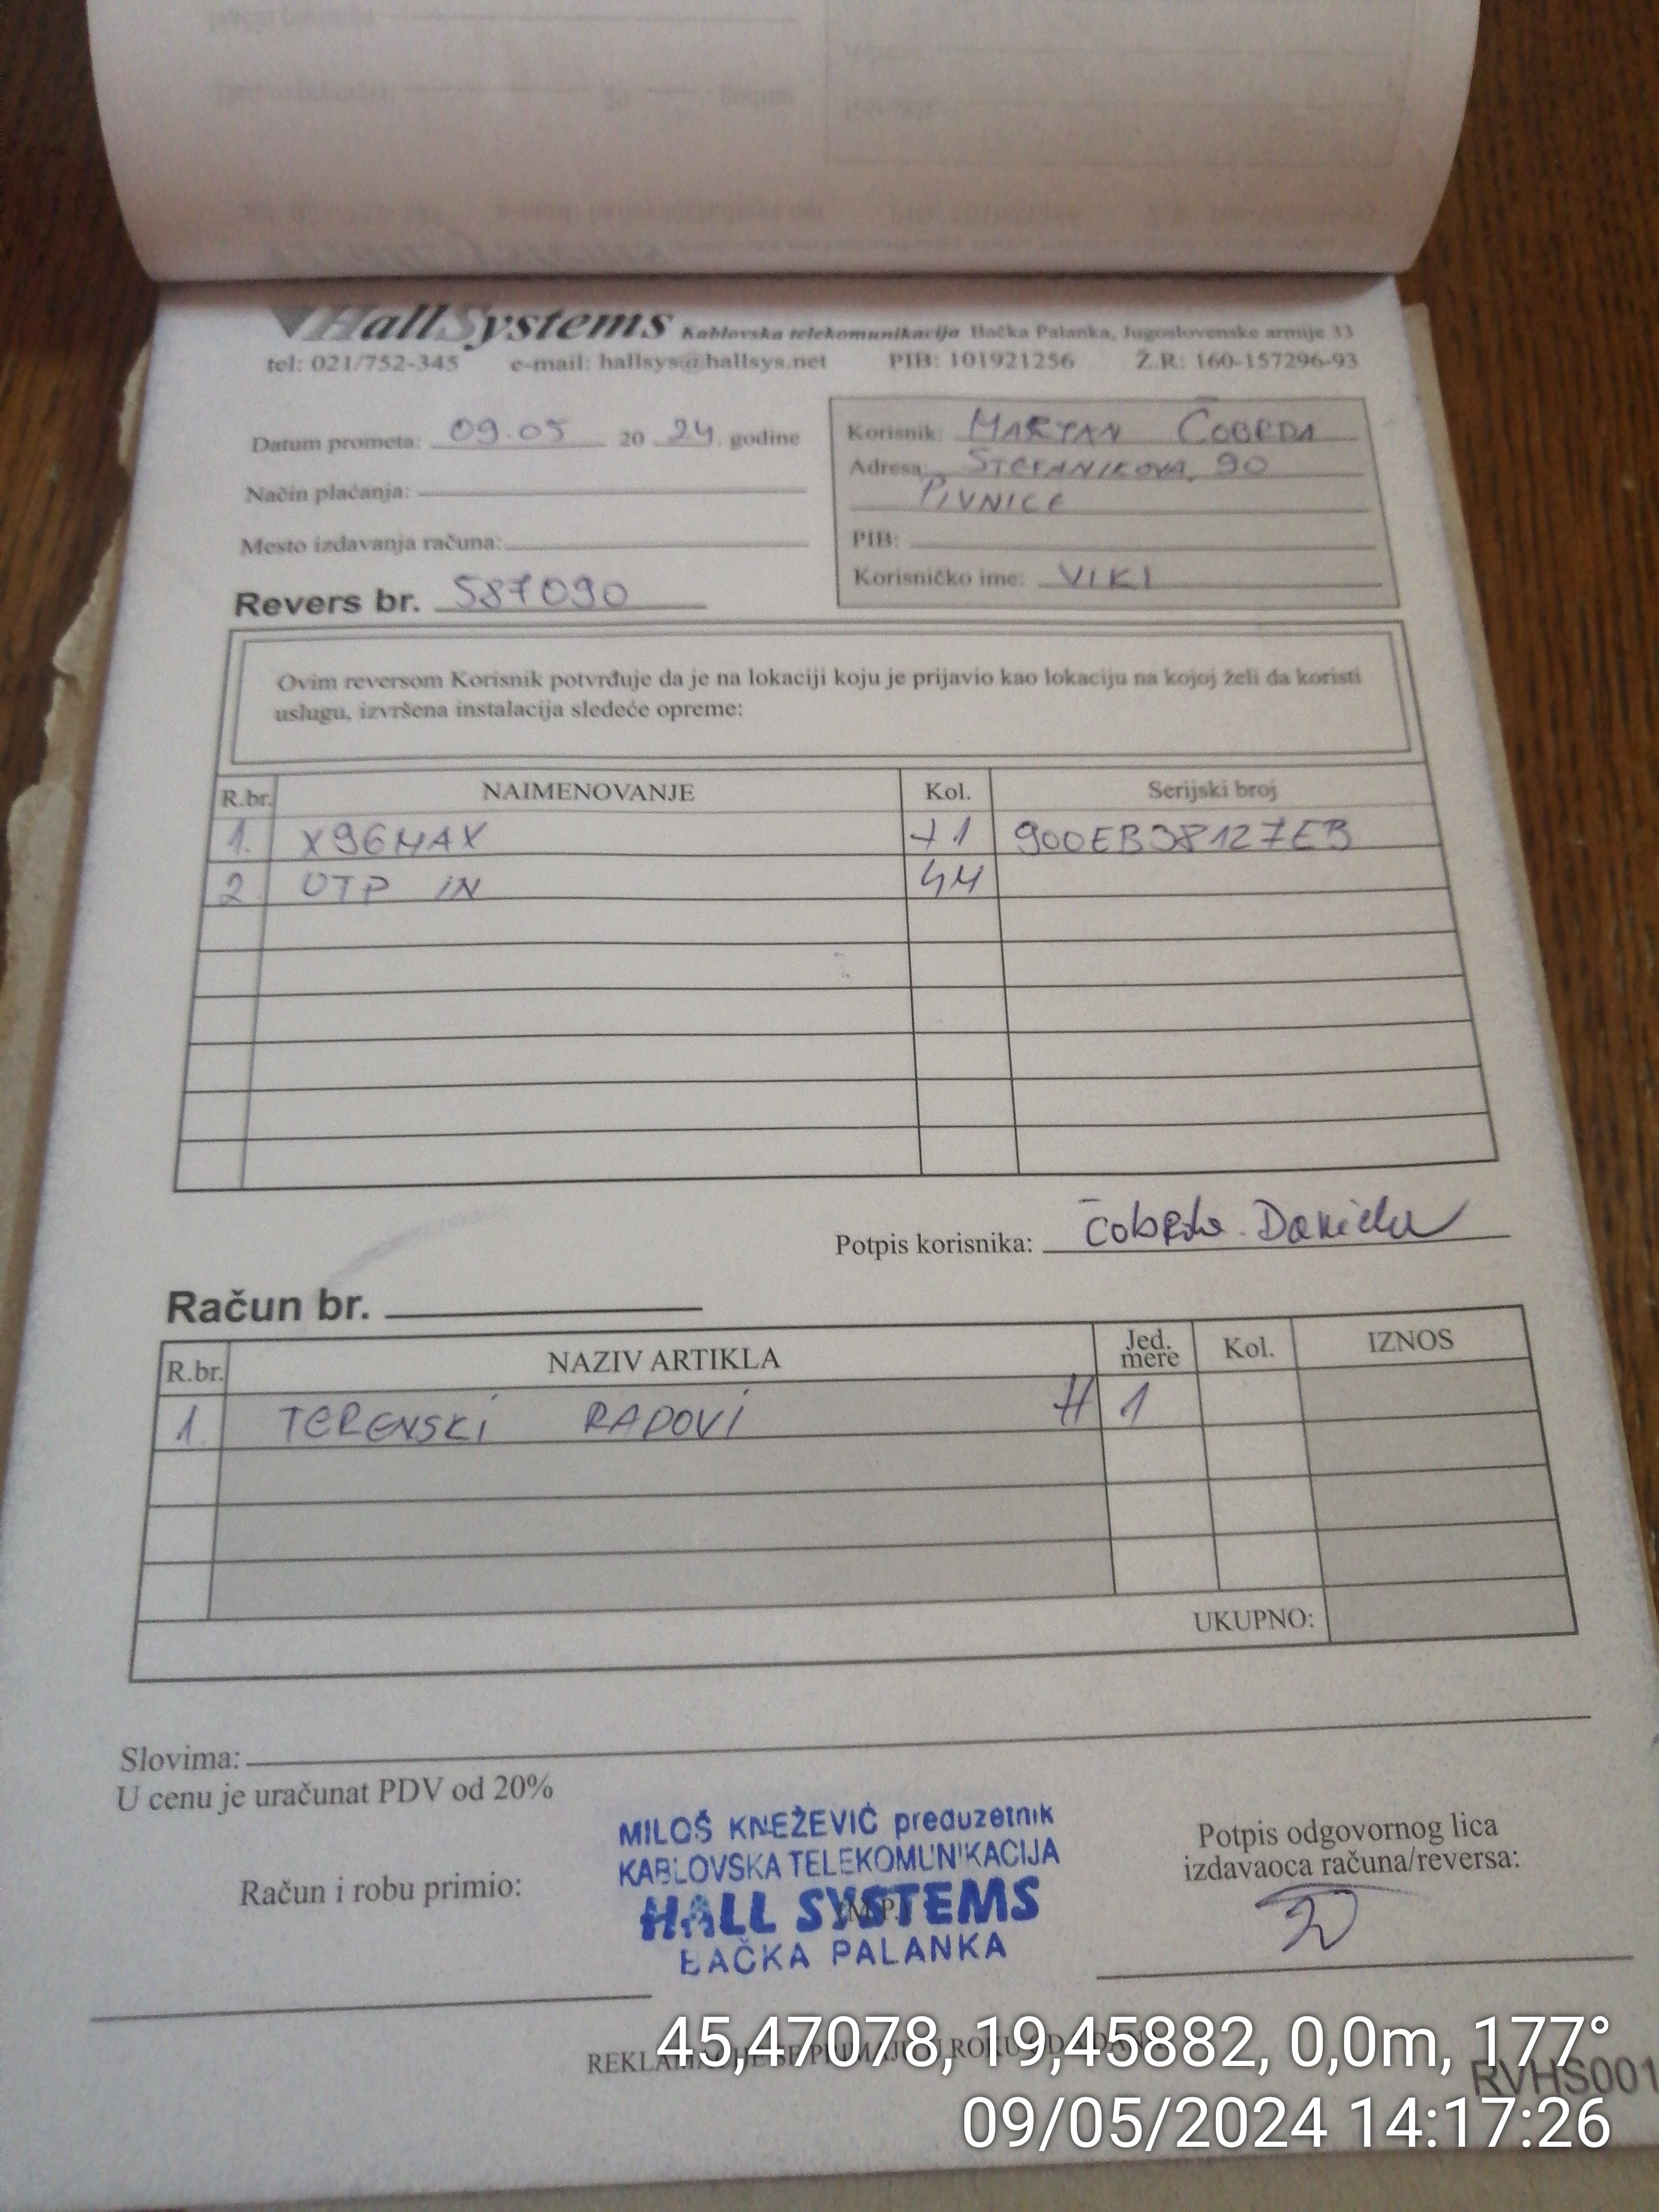 HallSystems Kablovska telekomunikacija Bačka Palanka, Jugoslovenske armije 33
tel: 021/752-345 e-mail: hallsys@hallsys.net PIB: 101921256 Ž.R: 160-157296-93
Datum prometa: 09.05 20 24. godine
Način plaćanja:
Mesto izdavanja računa:
Revers br. 587090
Korisnik: MARTAN ČOBRDA
Adresa: STEFANIKOVA, 90
PIVNICE
PIB:
Korisničko ime: VIKI
Ovim reversom Korisnik potvrđuje da je na lokaciji koju je prijavio kao lokaciju na kojoj želi da koristi
uslugu, izvršena instalacija sledeće opreme:
R.br. NAIMENOVANJE Kol. Serijski broj
1. X96MAX +1 900EB38127EB
2 UTP IN 4M
Potpis korisnika: Čobrda Daniela
Račun br.
R.br. NAZIV ARTIKLA Jed. mere Kol. IZNOS
1. TERENSKI RADOVI H 1
UKUPNO:
Slovima:
U cenu je uračunat PDV od 20%
Račun i robu primio:
MILOŠ KNEŽEVIĆ preduzetnik
KABLOVSKA TELEKOMUNIKACIJA
HALL SYSTEMS
BAČKA PALANKA
(M.P.)
Potpis odgovornog lica
izdavaoca računa/reversa:
45,47078, 19,45882, 0,0m, 177°
RVHS001
09/05/2024 14:17:26